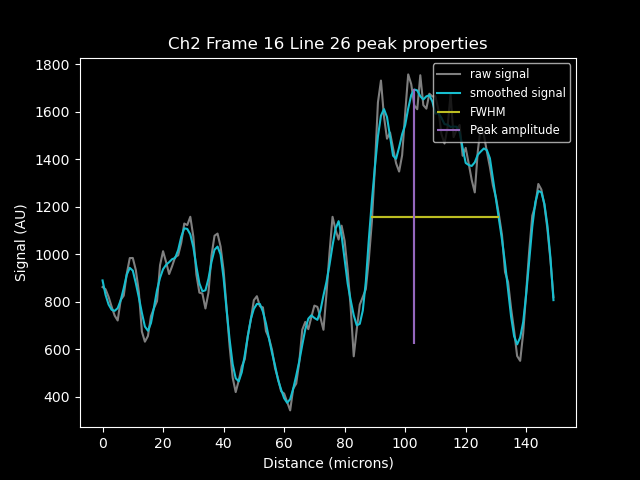 Ch2 Frame 16 Line 26 peak properties
raw signal
smoothed signal
FWHM
Peak amplitude
Signal (AU)
1800
1600
1400
1200
1000
800
600
400
0 20 40 60 80 100 120 140
Distance (microns)